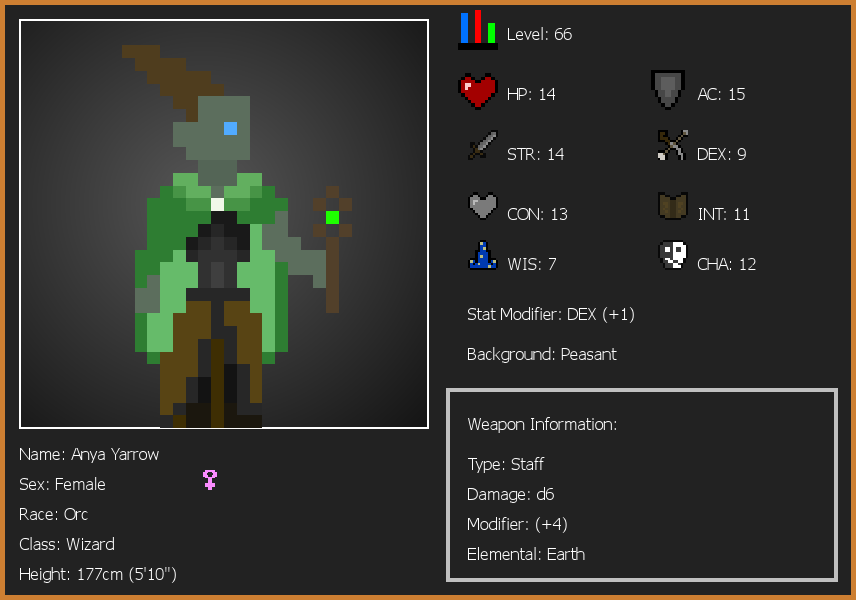 Level: 66
HP: 14
AC: 15
STR: 14
DEX: 9
CON: 13
INT: 11
WIS: 7
CHA: 12
Stat Modifier: DEX (+1)
Background: Peasant
Weapon Information:
Type: Staff
Damage: d6
Modifier: (+4)
Elemental: Earth
Name: Anya Yarrow
Sex: Female
Race: Orc
Class: Wizard
Height: 177cm (5'10")